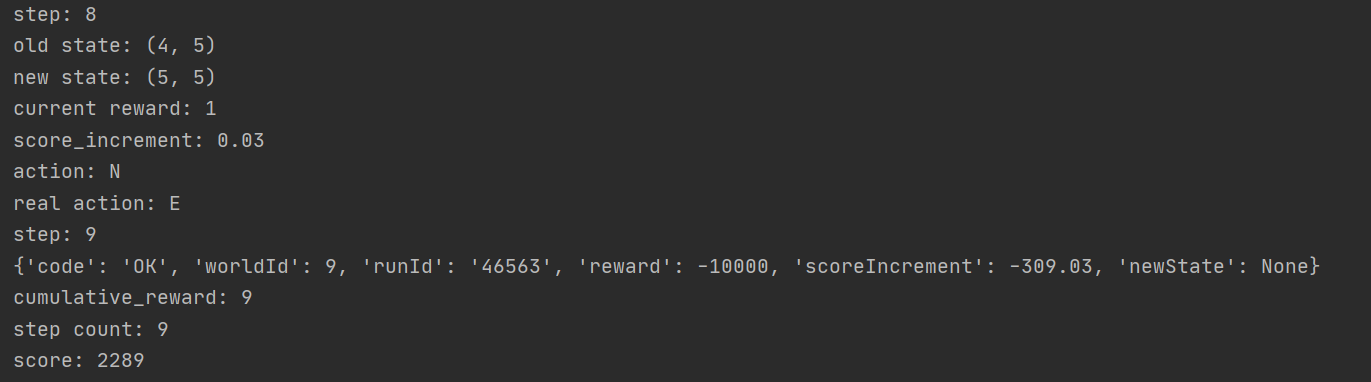 step: 8
old state: (4, 5)
new state: (5, 5)
current reward: 1
score_increment: 0.03
action: N
real action: E
step: 9
{'code': 'OK', 'worldId': 9, 'runId': '46563', 'reward': -10000, 'scoreIncrement': -309.03, 'newState': None}
cumulative_reward: 9
step count: 9
score: 2289